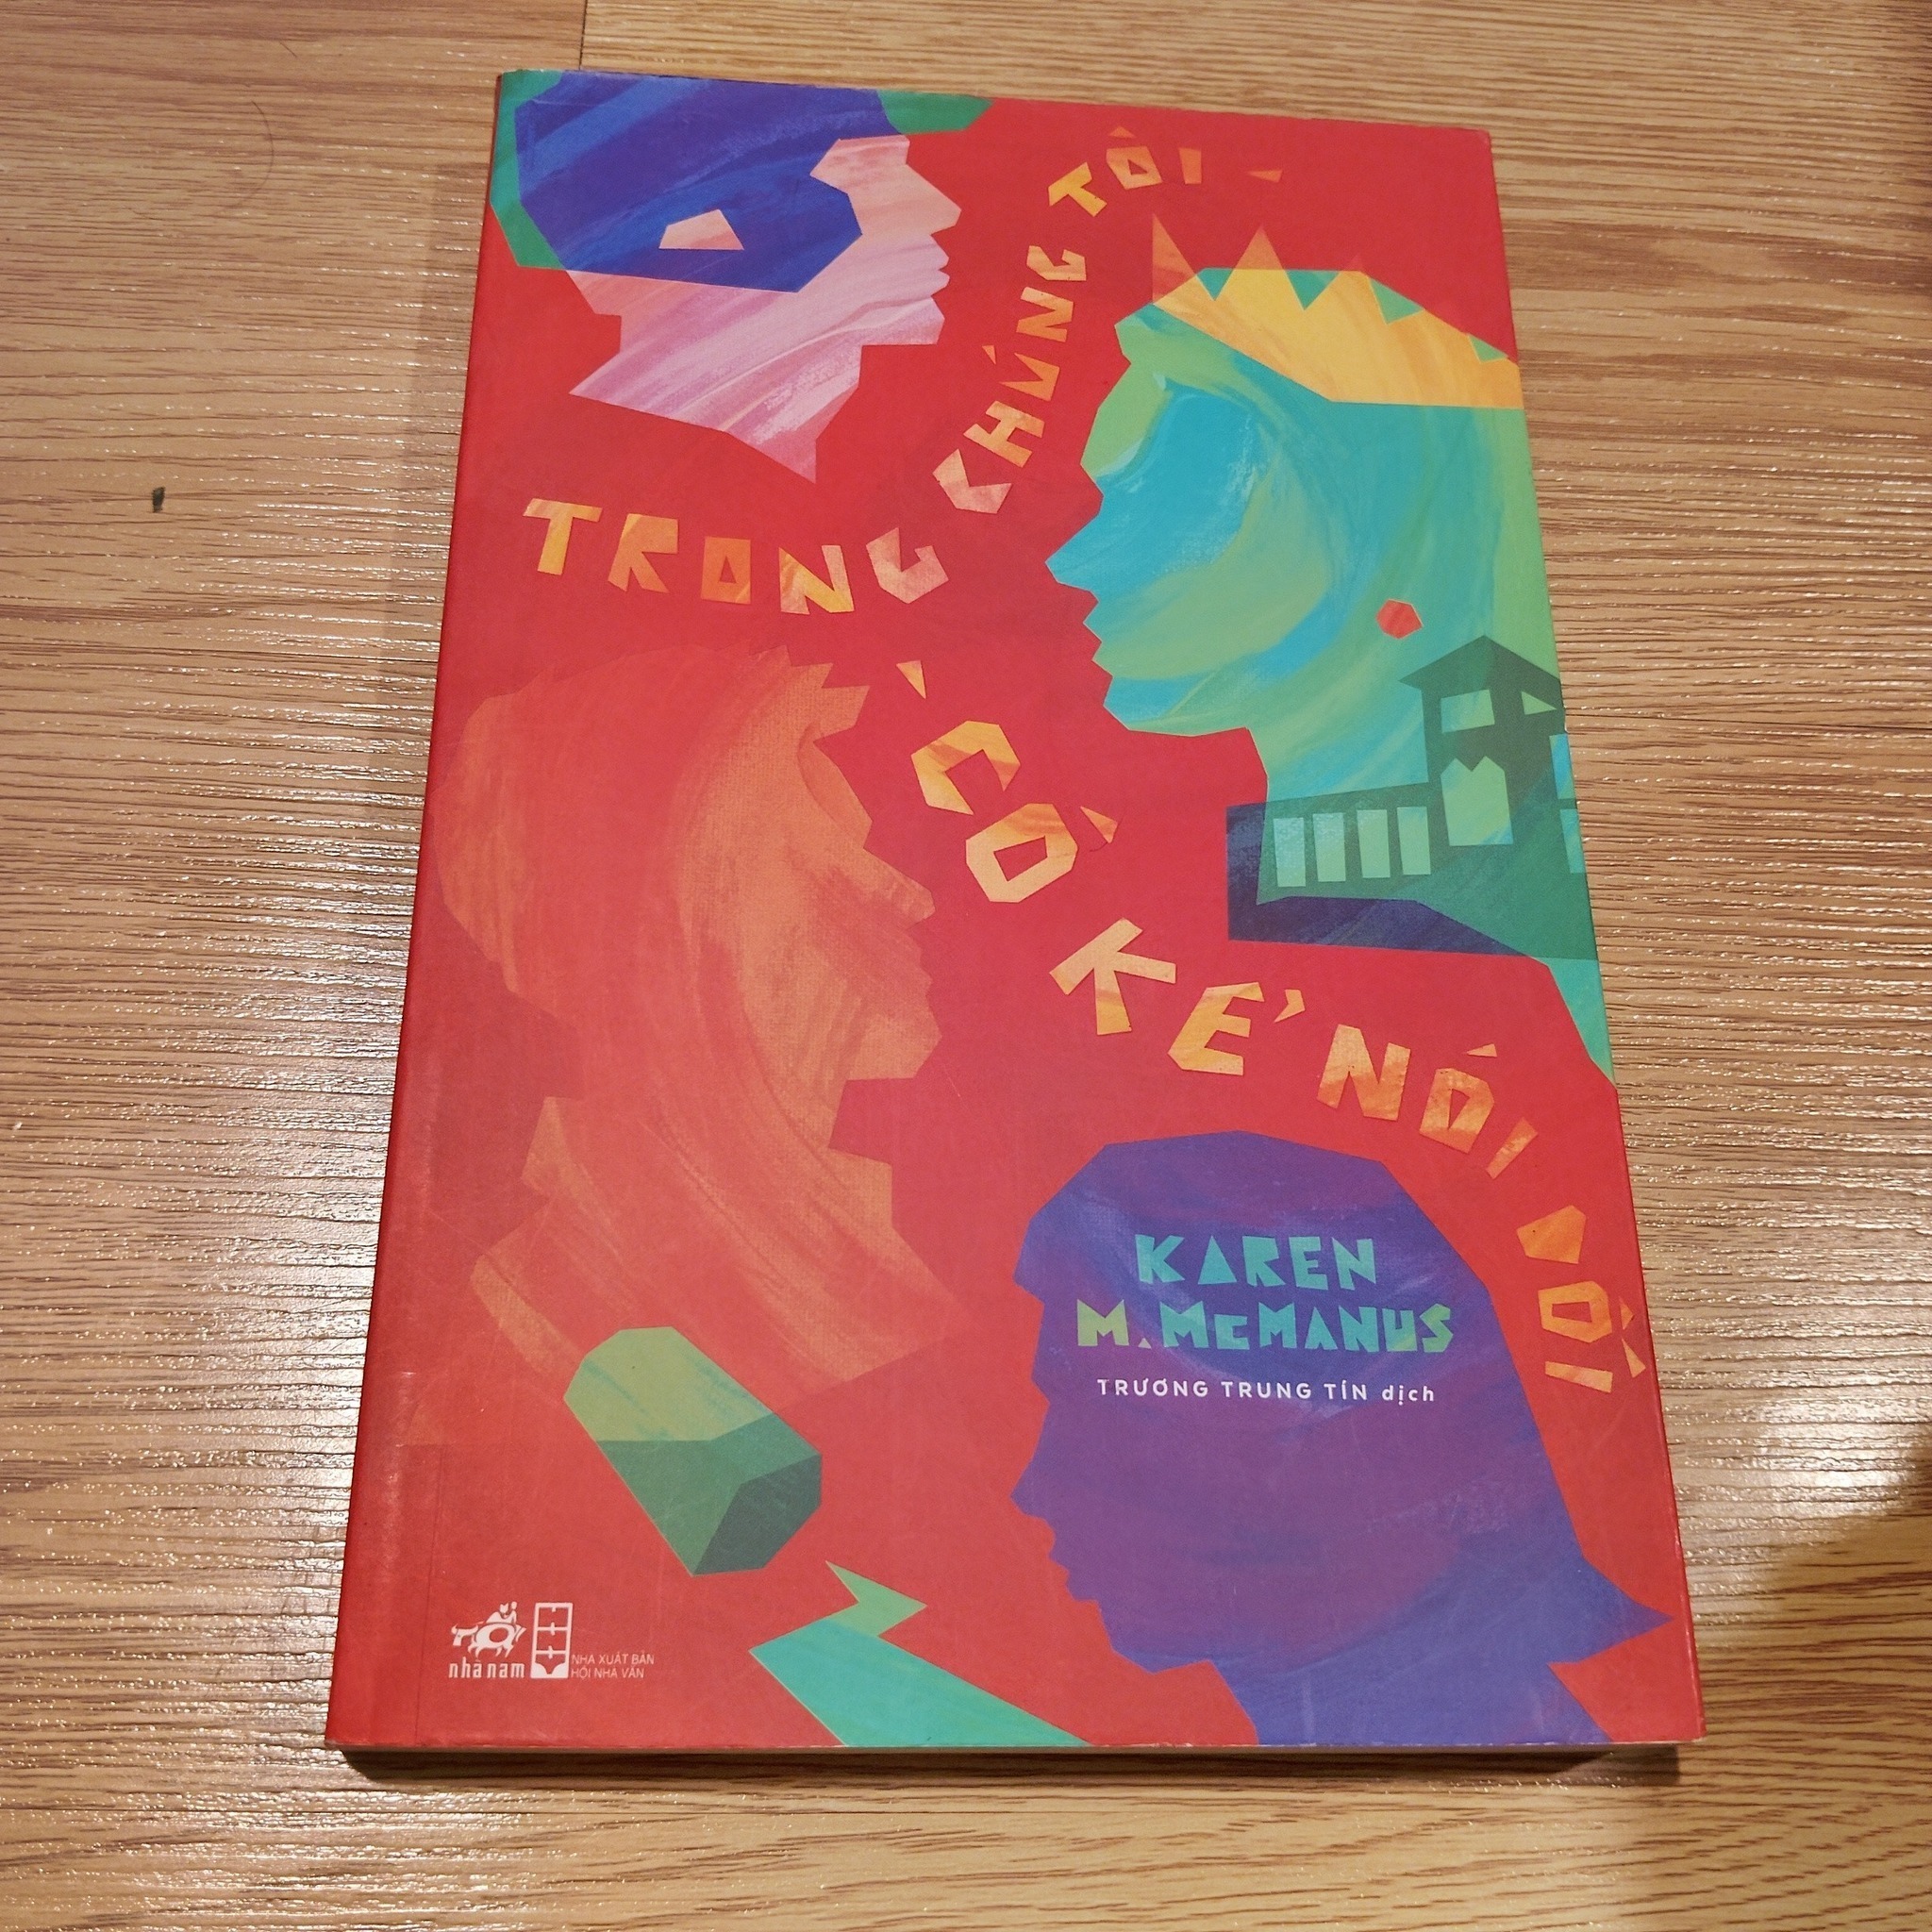 TRONG CHÚNG TÔI
CÓ KẺ NÓI DỐI
KAREN
M. McMANUS
TRƯƠNG TRUNG TÍN dịch
nhã nam
NHÀ XUẤT BẢN
HỘI NHÀ VĂN